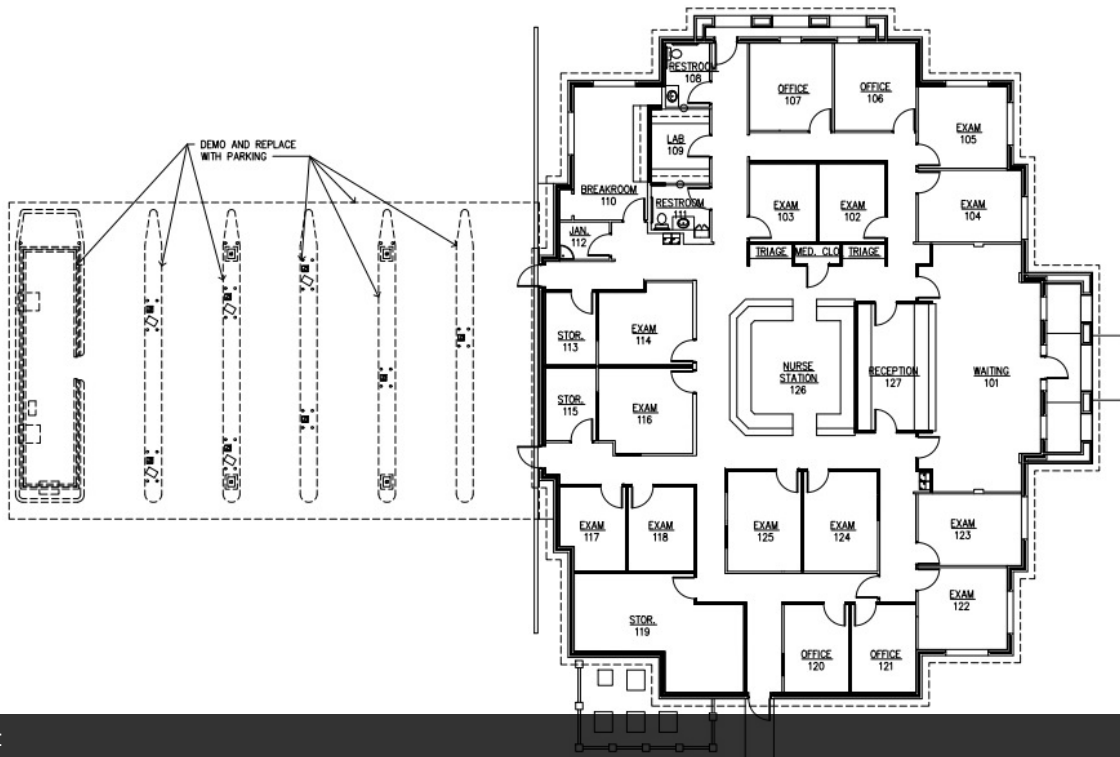 RESTROOM
108
OFFICE
107
OFFICE
106
EXAM
105
LAB
109
DEMO AND REPLACE
WITH PARKING
BREAKROOM
110
RESTROOM
111
EXAM
103
EXAM
102
EXAM
104
JAN.
112
TRIAGE
MED. CLO
TRIAGE
STOR.
113
EXAM
114
NURSE
STATION
126
RECEPTION
127
WAITING
101
STOR.
115
EXAM
116
EXAM
117
EXAM
118
EXAM
125
EXAM
124
EXAM
123
EXAM
122
STOR.
119
OFFICE
120
OFFICE
121